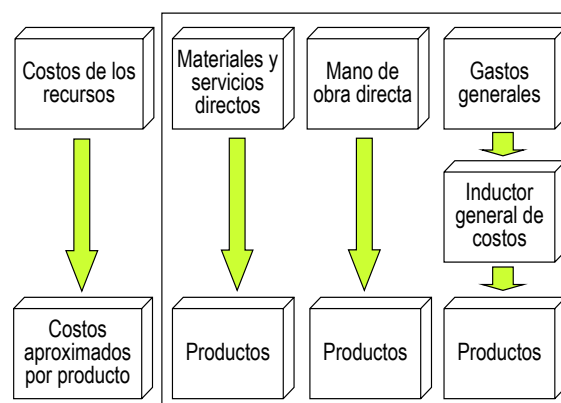 Costos de los
recursos
Materiales y
servicios
directos
Mano de
obra directa
Gastos
generales
Inductor
general de
costos
Costos
aproximados
por producto
Productos
Productos
Productos